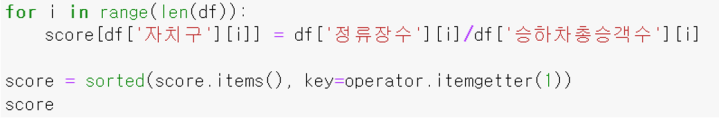 for i in range(len(df)):
    score[df['자치구'][i]] = df['정류장수'][i]/df['승하차총승객수'][i]
score = sorted(score.items(), key=operator.itemgetter(1))
score